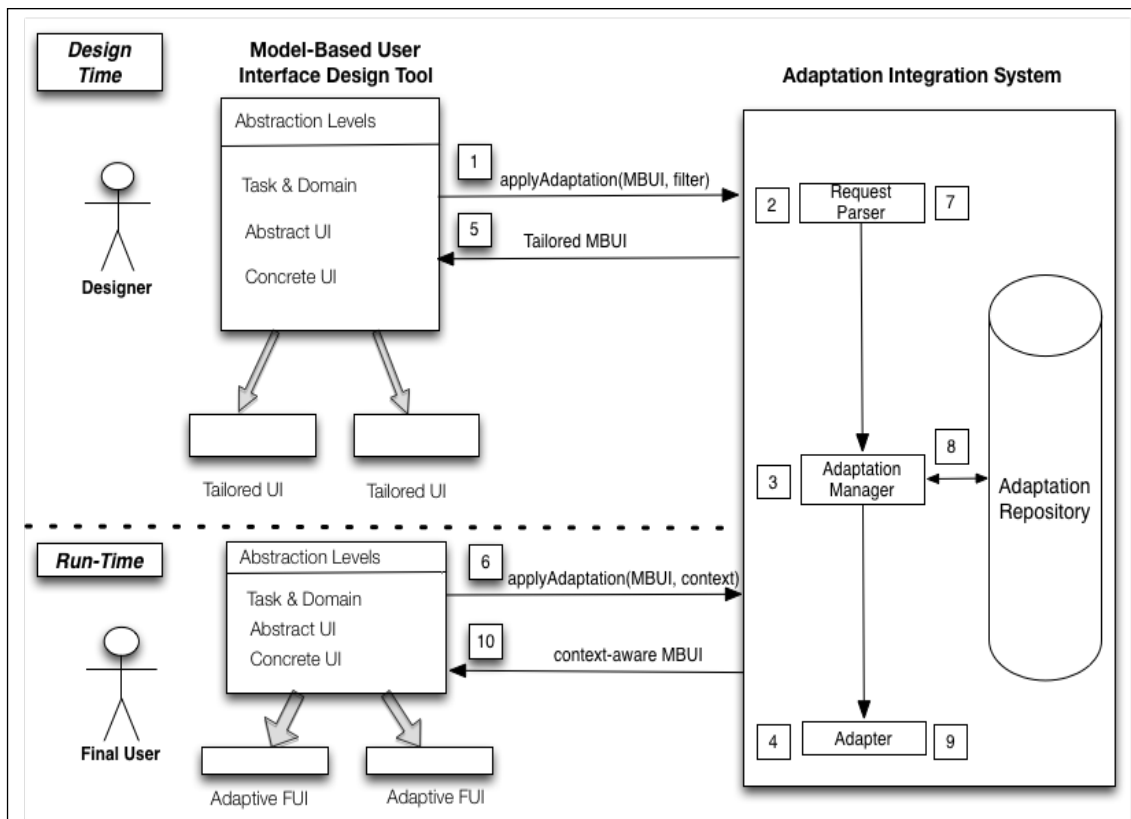 Design
Time
Model-Based User
Interface Design Tool
Adaptation Integration System
Abstraction Levels
Task & Domain
Abstract UI
Concrete UI
Designer
1
applyAdaptation(MBUI, filter)
5
Tailored MBUI
2
Request
Parser
7
Tailored UI
Tailored UI
3
Adaptation
Manager
8
Adaptation
Repository
Run-Time
Abstraction Levels
Task & Domain
Abstract UI
Concrete UI
Final User
6
applyAdaptation(MBUI, context)
10
context-aware MBUI
4
Adapter
9
Adaptive FUI
Adaptive FUI